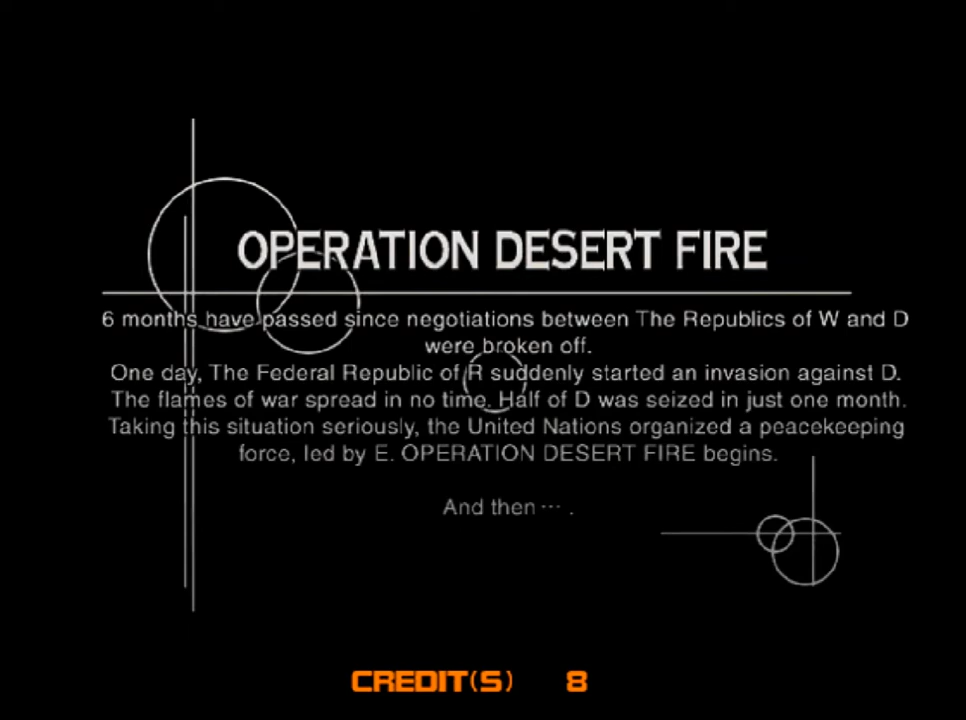 OPERATION DESERT FIRE
6 months have passed since negotiations between The Republics of W and D
were broken off.
One day, The Federal Republic of R suddenly started an invasion against D.
The flames of war spread in no time. Half of D was seized in just one month.
Taking this situation seriously, the United Nations organized a peacekeeping
force, led by E. OPERATION DESERT FIRE begins.
And then ··· .
CREDIT(S) 8